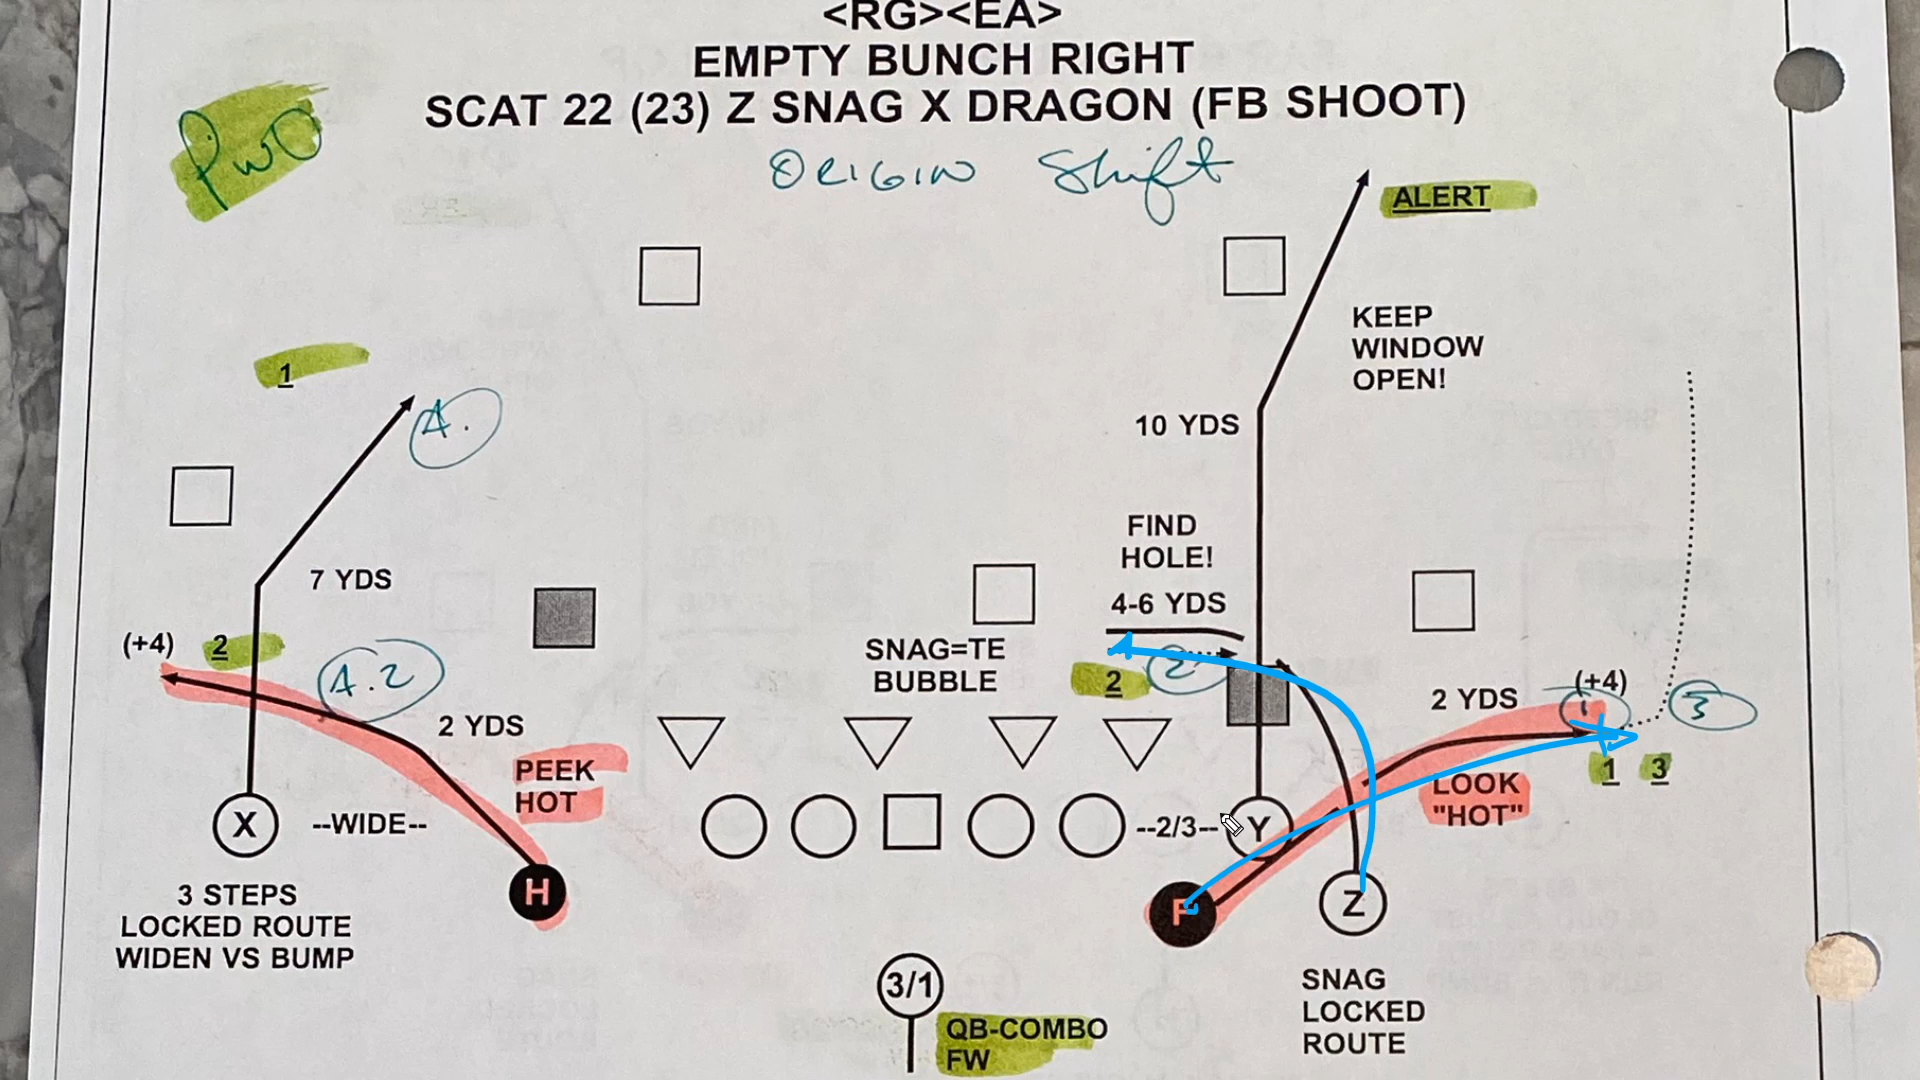 <RG><EA>
EMPTY BUNCH RIGHT
SCAT 22 (23) Z SNAG X DRAGON (FB SHOOT)
PWO
ORIGIN Shift
ALERT
KEEP
WINDOW
OPEN!
1
A.
10 YDS
7 YDS
FIND
HOLE!
4-6 YDS
(+4) 2
A.2
2 YDS
SNAG=TE
BUBBLE
2
2
2 YDS
(+4)
1
3
1 3
PEEK
HOT
LOOK
"HOT"
X
--WIDE--
--2/3--
Y
H
F
Z
3 STEPS
LOCKED ROUTE
WIDEN VS BUMP
3/1
QB-COMBO
FW
SNAG
LOCKED
ROUTE